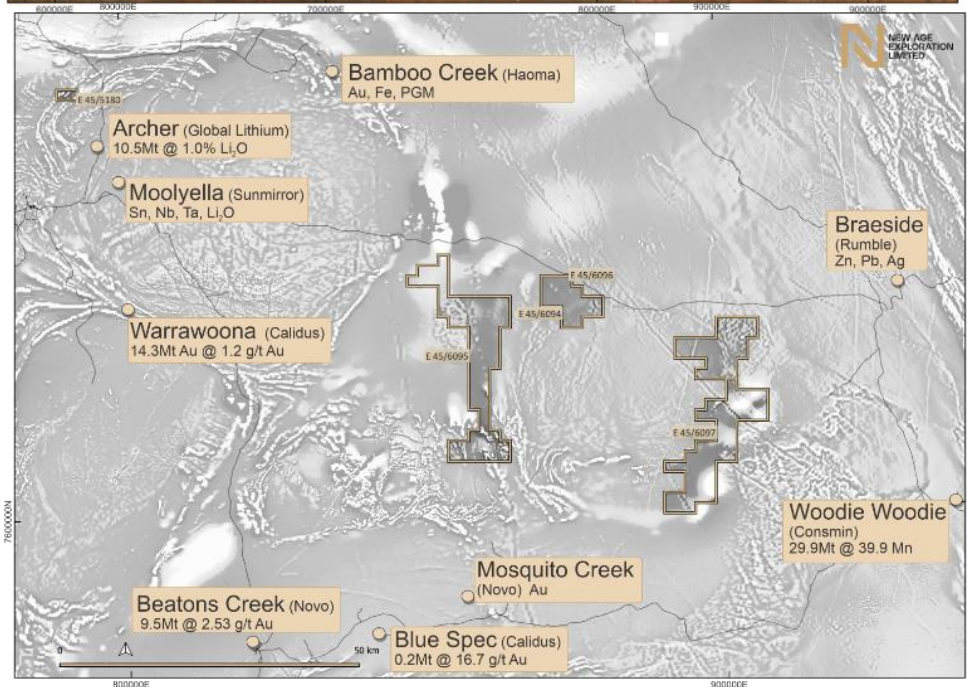 600000E 800000E 7000000E 800000E 900000E 900000E
NEW AGE
EXPLORATION
LIMITED
Bamboo Creek (Haoma)
Au, Fe, PGM
E 45/5180
Archer (Global Lithium)
10.5Mt @ 1.0% Li₂O
Moolyella (Sunmirror)
Sn, Nb, Ta, Li₂O
Braeside
(Rumble)
Zn, Pb, Ag
E 45/6096
E 45/6094
Warrawoona (Calidus)
14.3Mt Au @ 1.2 g/t Au
E 45/6095
E 45/6097
7600000N
Woodie Woodie
(Consmin)
29.9Mt @ 39.9 Mn
Mosquito Creek
(Novo) Au
Beatons Creek (Novo)
9.5Mt @ 2.53 g/t Au
Blue Spec (Calidus)
0.2Mt @ 16.7 g/t Au
0 50 km
800000E 900000E